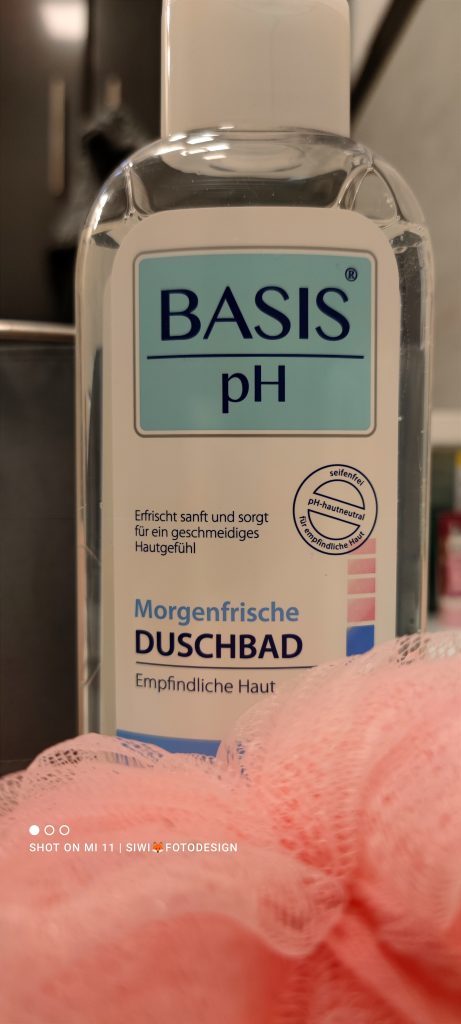 BASIS®
pH
seifenfrei
pH-hautneutral
für empfindliche Haut
Erfrischt sanft und sorgt
für ein geschmeidiges
Hautgefühl
Morgenfrische
DUSCHBAD
Empfindliche Haut
SHOT ON MI 11 | SIWI🦊FOTODESIGN